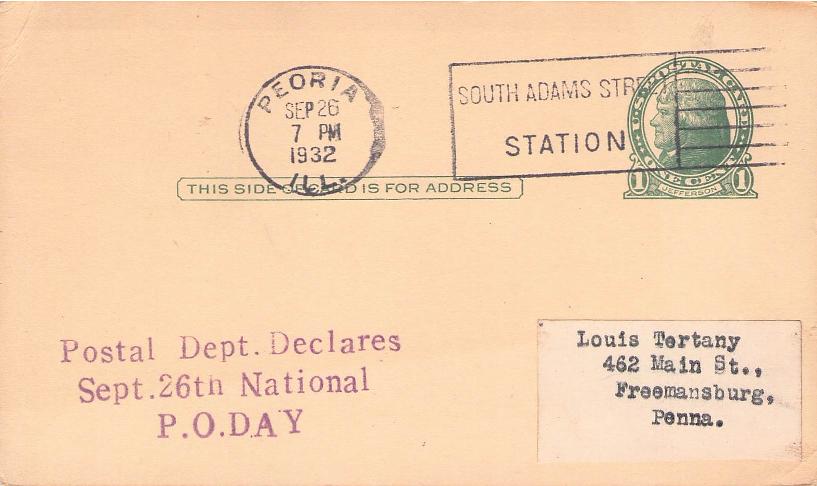 PEORIA
SEP 26
7 PM
1932
ILL.
SOUTH ADAMS STRE
STATION
U.S. POSTAL CARD
ONE CENT
1 JEFFERSON 1
THIS SIDE OF CARD IS FOR ADDRESS
Postal Dept. Declares
Sept. 26th National
P.O. DAY
Louis Tertany
462 Main St.,
Freemansburg,
Penna.